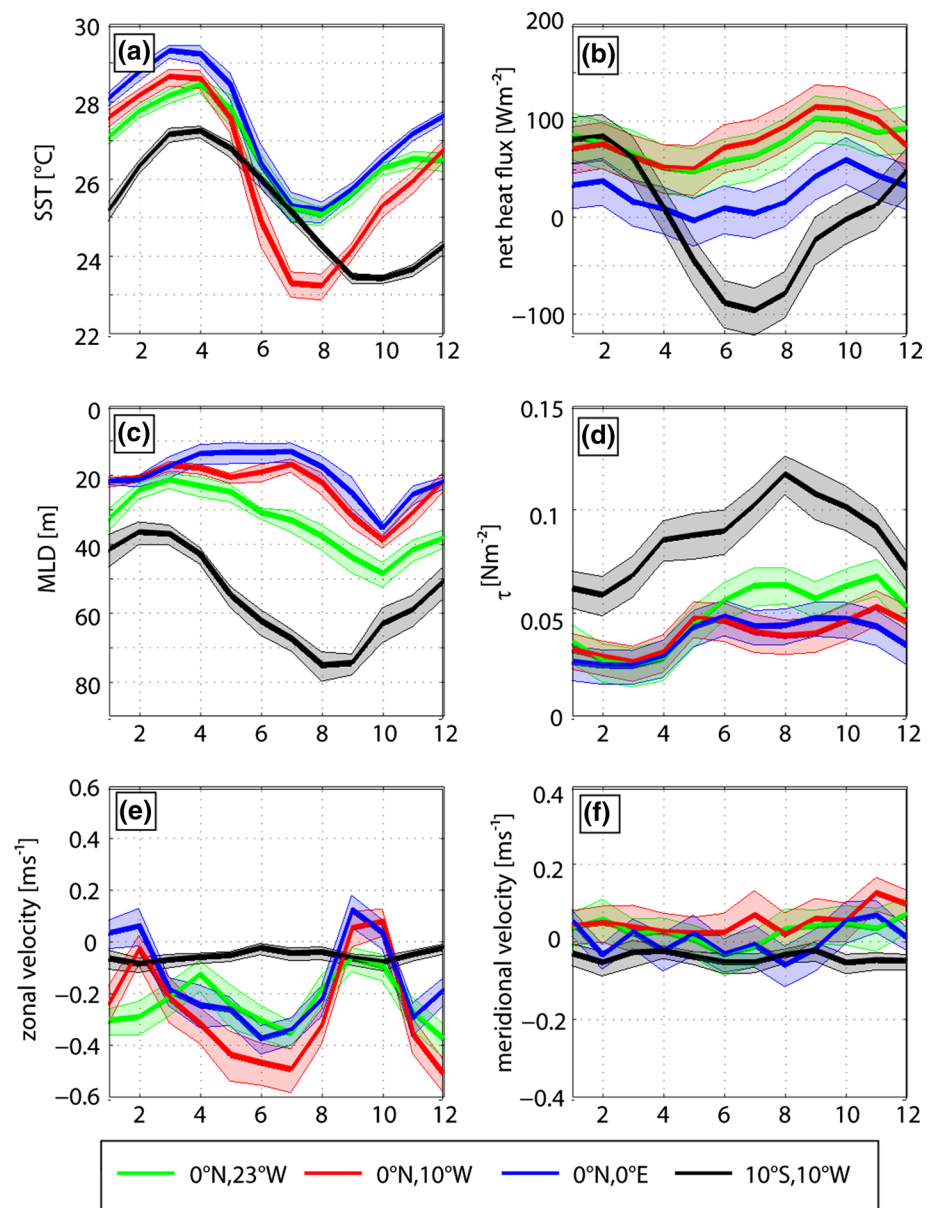 (a)
SST [°C]
30
28
26
24
22
2 4 6 8 10 12
(b)
net heat flux [Wm⁻²]
200
100
0
−100
2 4 6 8 10 12
(c)
MLD [m]
0
20
40
60
80
2 4 6 8 10 12
(d)
τ[Nm⁻²]
0.15
0.1
0.05
0
2 4 6 8 10 12
(e)
zonal velocity [ms⁻¹]
0.6
0.4
0.2
0
−0.2
−0.4
−0.6
2 4 6 8 10 12
(f)
meridional velocity [ms⁻¹]
0.4
0.2
0
−0.2
−0.4
2 4 6 8 10 12
0°N,23°W 0°N,10°W 0°N,0°E 10°S,10°W